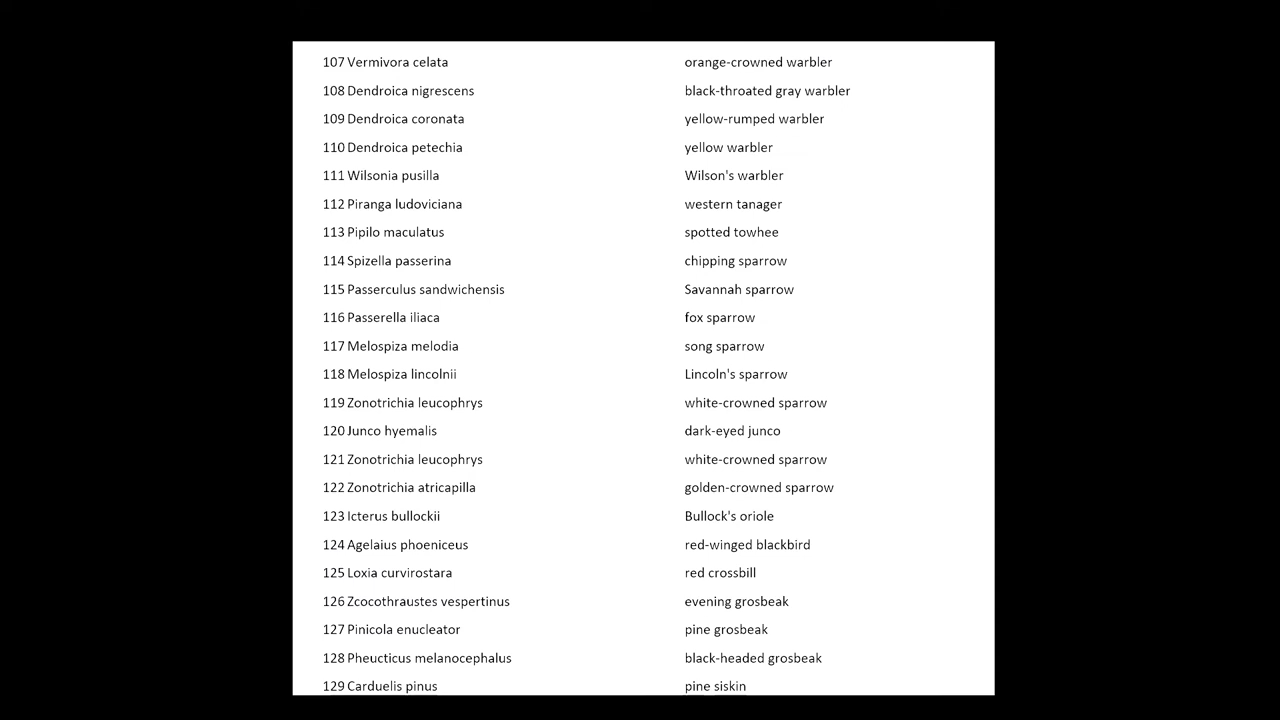 107 Vermivora celata orange-crowned warbler
108 Dendroica nigrescens black-throated gray warbler
109 Dendroica coronata yellow-rumped warbler
110 Dendroica petechia yellow warbler
111 Wilsonia pusilla Wilson's warbler
112 Piranga ludoviciana western tanager
113 Pipilo maculatus spotted towhee
114 Spizella passerina chipping sparrow
115 Passerculus sandwichensis Savannah sparrow
116 Passerella iliaca fox sparrow
117 Melospiza melodia song sparrow
118 Melospiza lincolnii Lincoln's sparrow
119 Zonotrichia leucophrys white-crowned sparrow
120 Junco hyemalis dark-eyed junco
121 Zonotrichia leucophrys white-crowned sparrow
122 Zonotrichia atricapilla golden-crowned sparrow
123 Icterus bullockii Bullock's oriole
124 Agelaius phoeniceus red-winged blackbird
125 Loxia curvirostara red crossbill
126 Zcocothraustes vespertinus evening grosbeak
127 Pinicola enucleator pine grosbeak
128 Pheucticus melanocephalus black-headed grosbeak
129 Carduelis pinus pine siskin